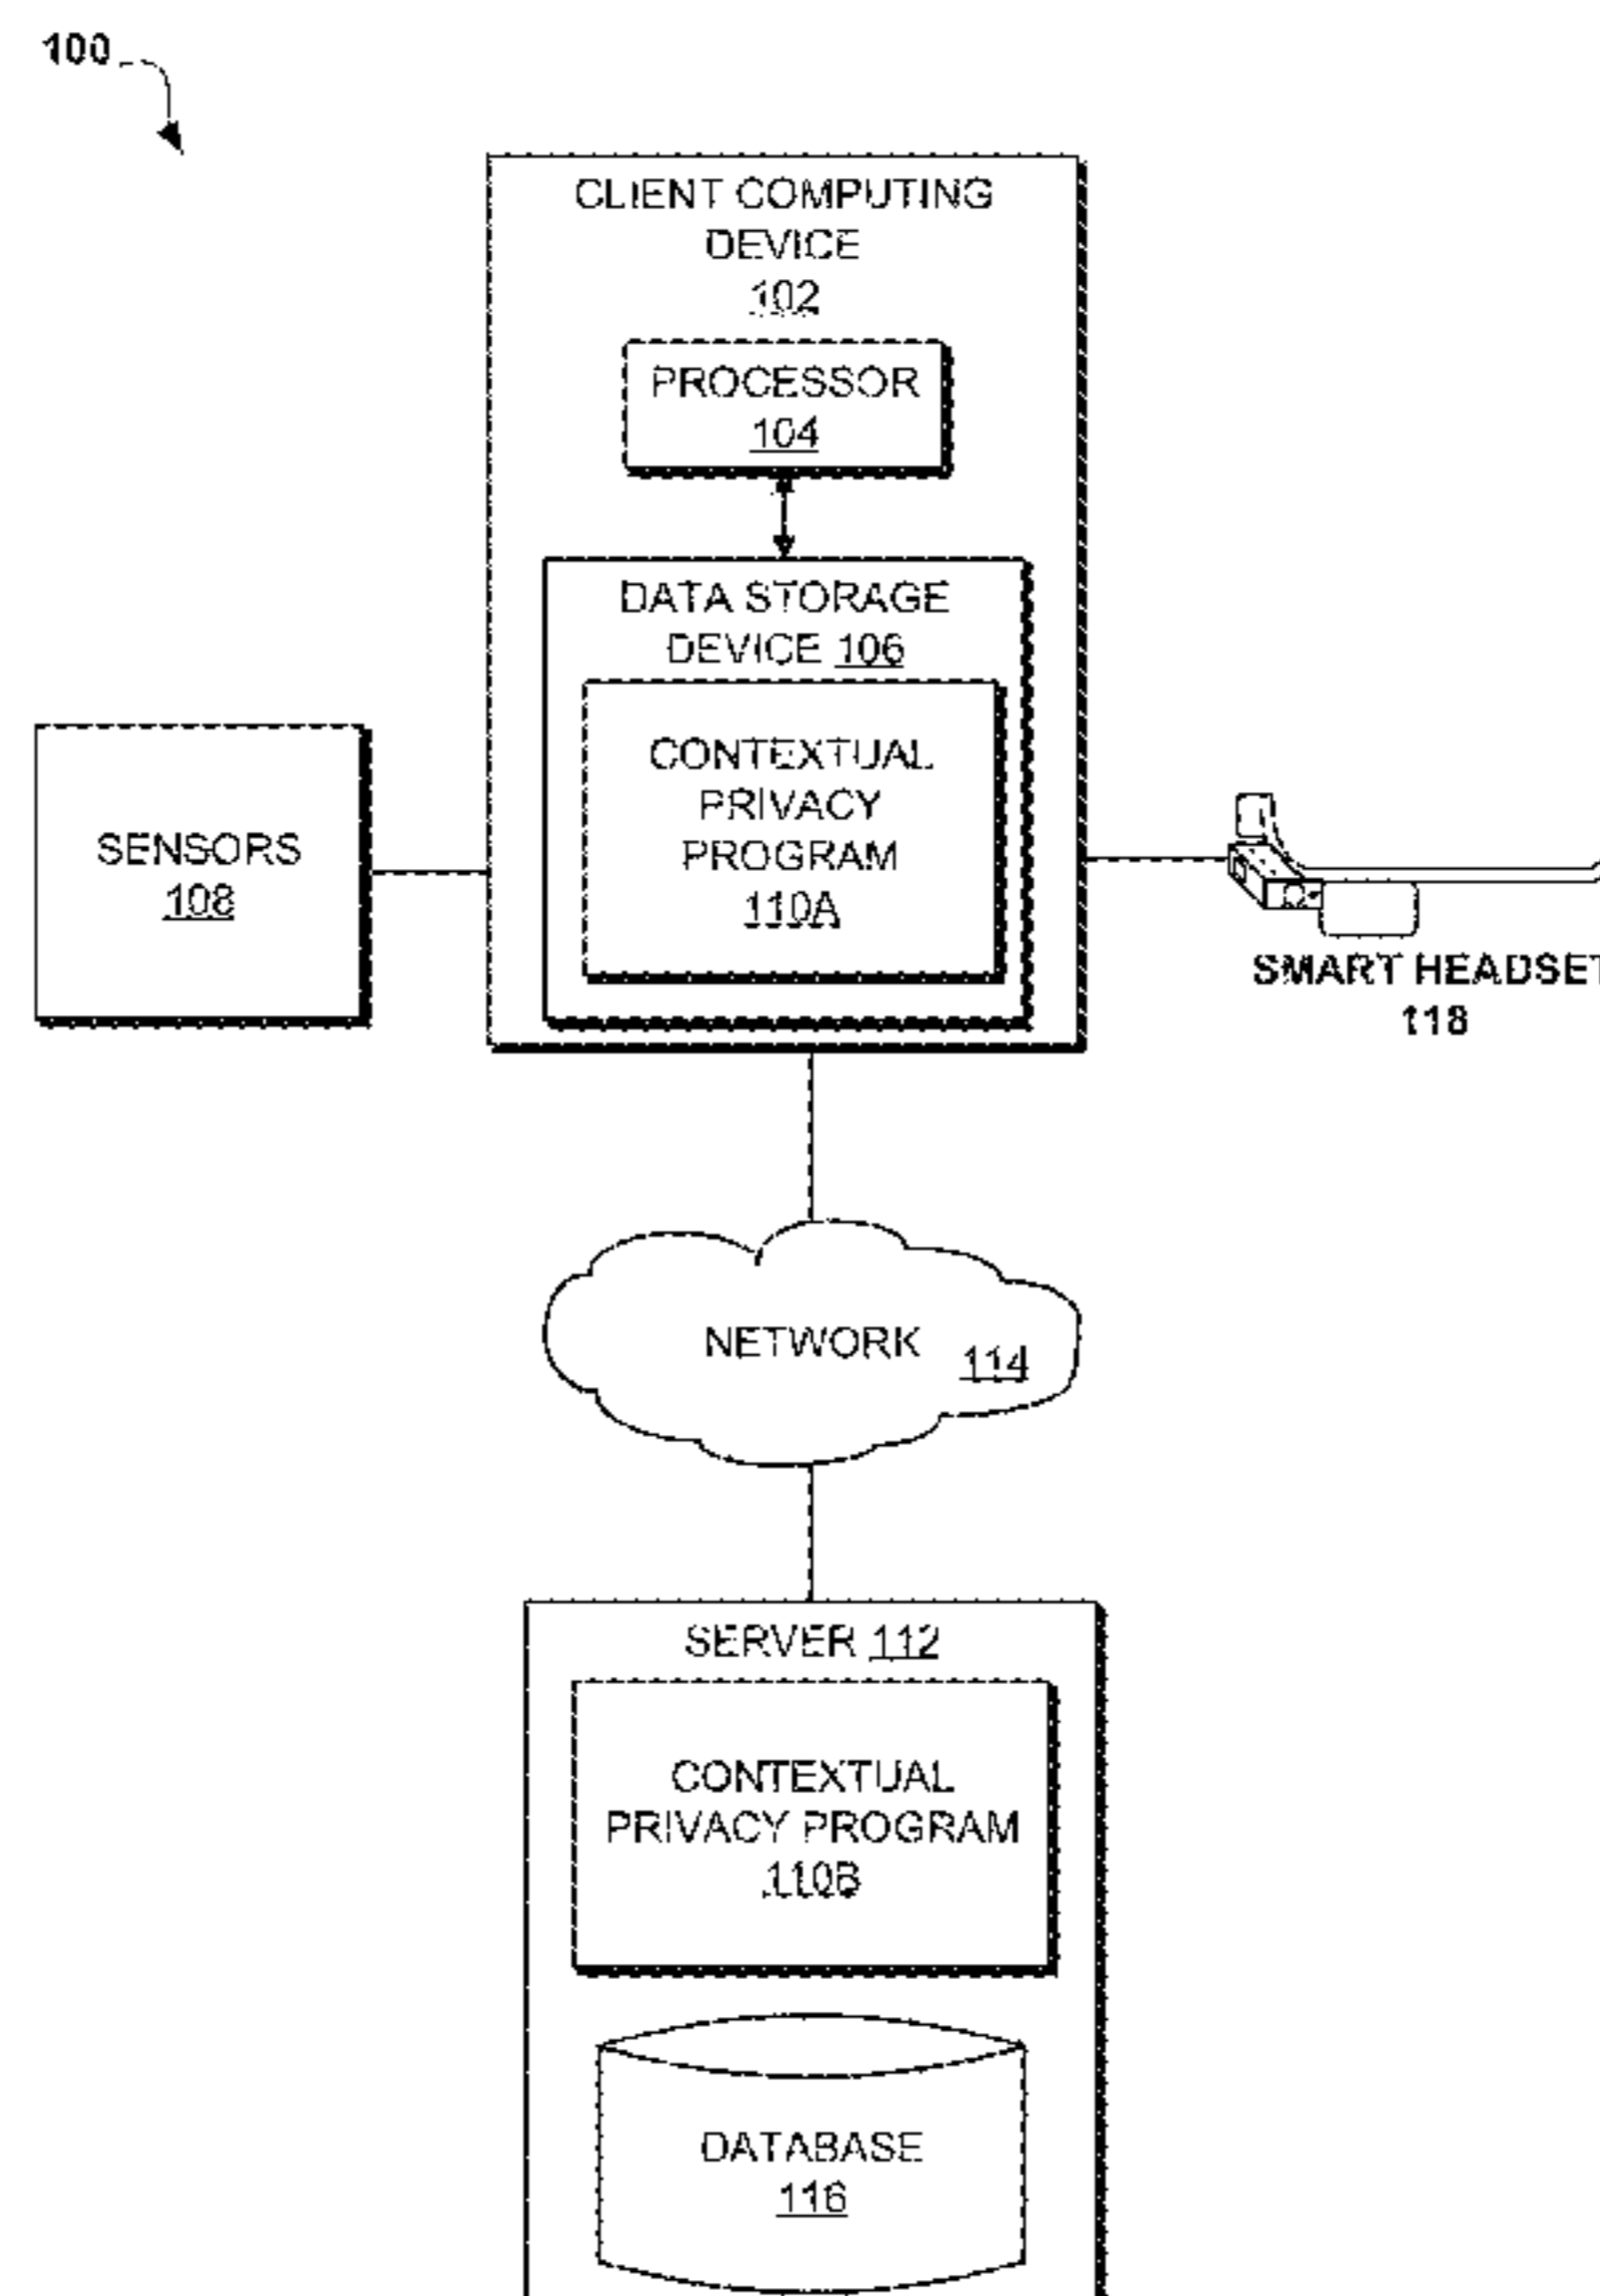 100
CLIENT COMPUTING
DEVICE
102
PROCESSOR
104
DATA STORAGE
DEVICE 106
CONTEXTUAL
PRIVACY
PROGRAM
110A
SENSORS
108
SMART HEADSET
118
NETWORK 114
SERVER 112
CONTEXTUAL
PRIVACY PROGRAM
110B
DATABASE
116